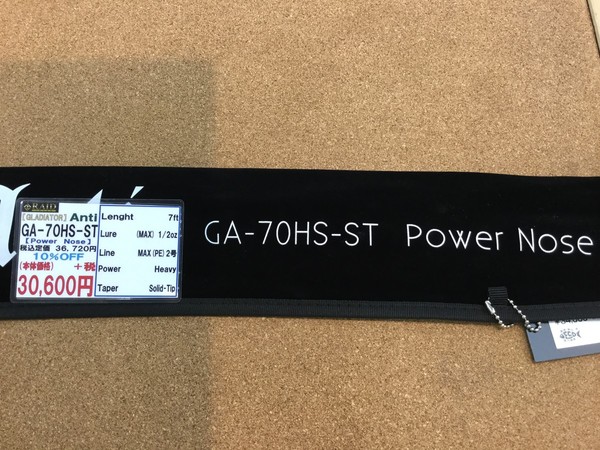 RAID
[GLADIATOR] Anti
GA-70HS-ST
[Power Nose]
税込定価 36,720円
10%OFF
(本体価格) +税
30,600円
Lenght 7ft
Lure (MAX) 1/2oz
Line MAX(PE) 2号
Power Heavy
Taper Solid-Tip
GA-70HS-ST Power Nose